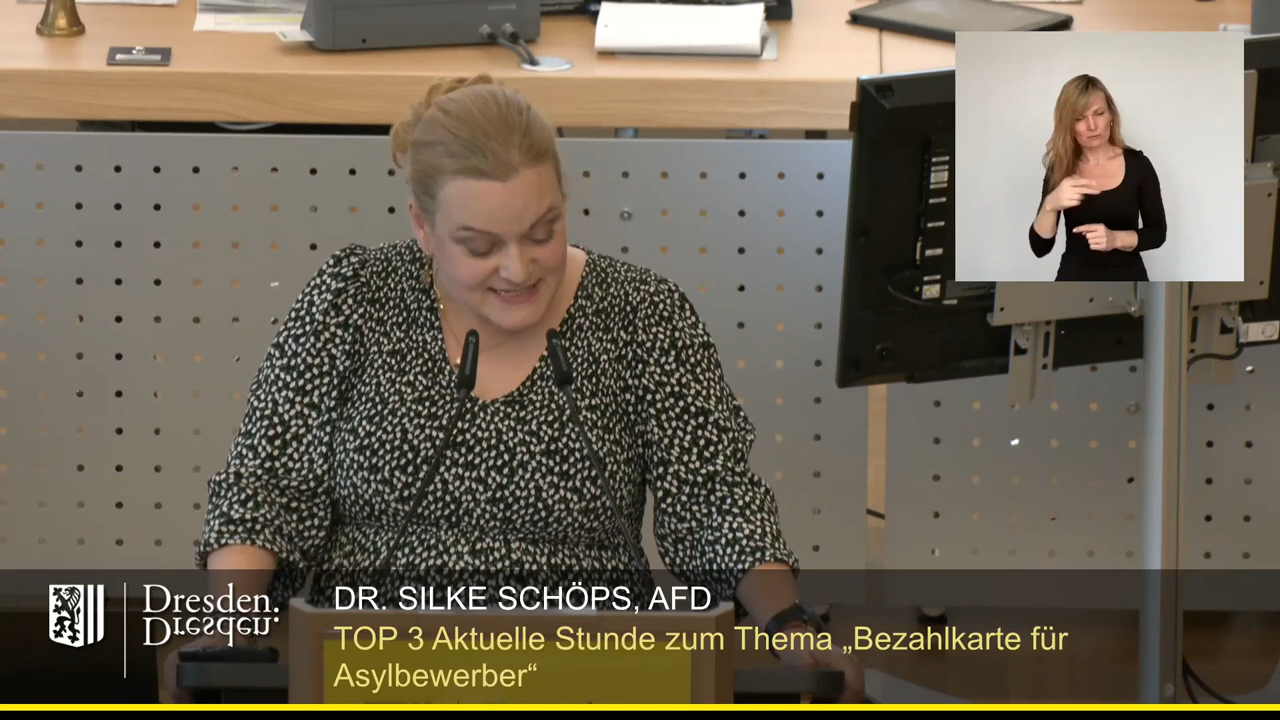 Dresden.
Dresden.
DR. SILKE SCHÖPS, AFD
TOP 3 Aktuelle Stunde zum Thema „Bezahlkarte für
Asylbewerber“